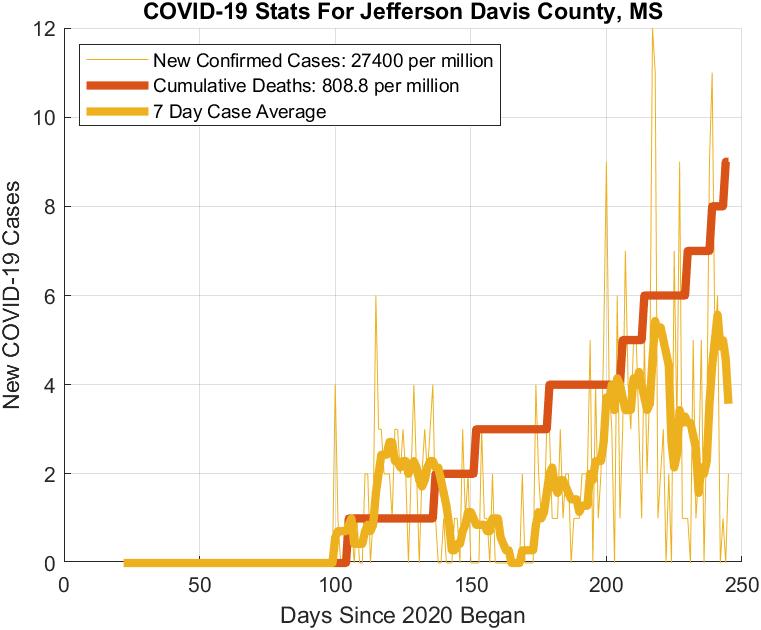 COVID-19 Stats For Jefferson Davis County, MS
New Confirmed Cases: 27400 per million
Cumulative Deaths: 808.8 per million
7 Day Case Average
New COVID-19 Cases
12
10
8
6
4
2
0
0 50 100 150 200 250
Days Since 2020 Began